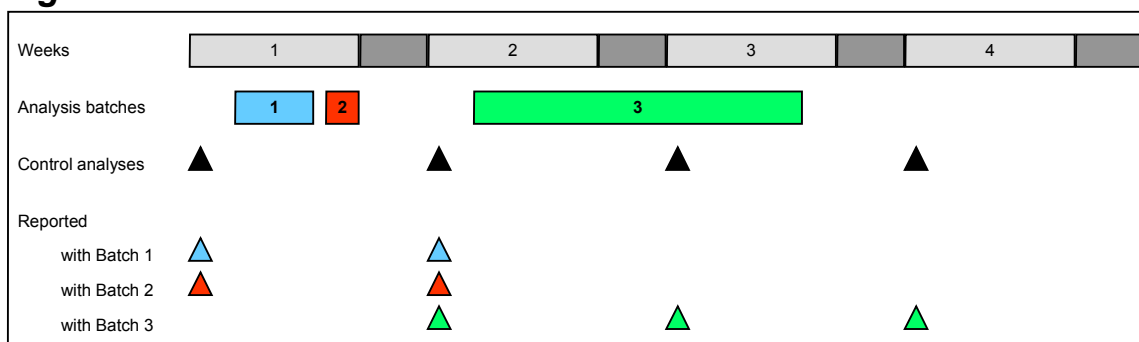 Weeks 1 2 3 4
Analysis batches 1 2 3
Control analyses
Reported
with Batch 1
with Batch 2
with Batch 3